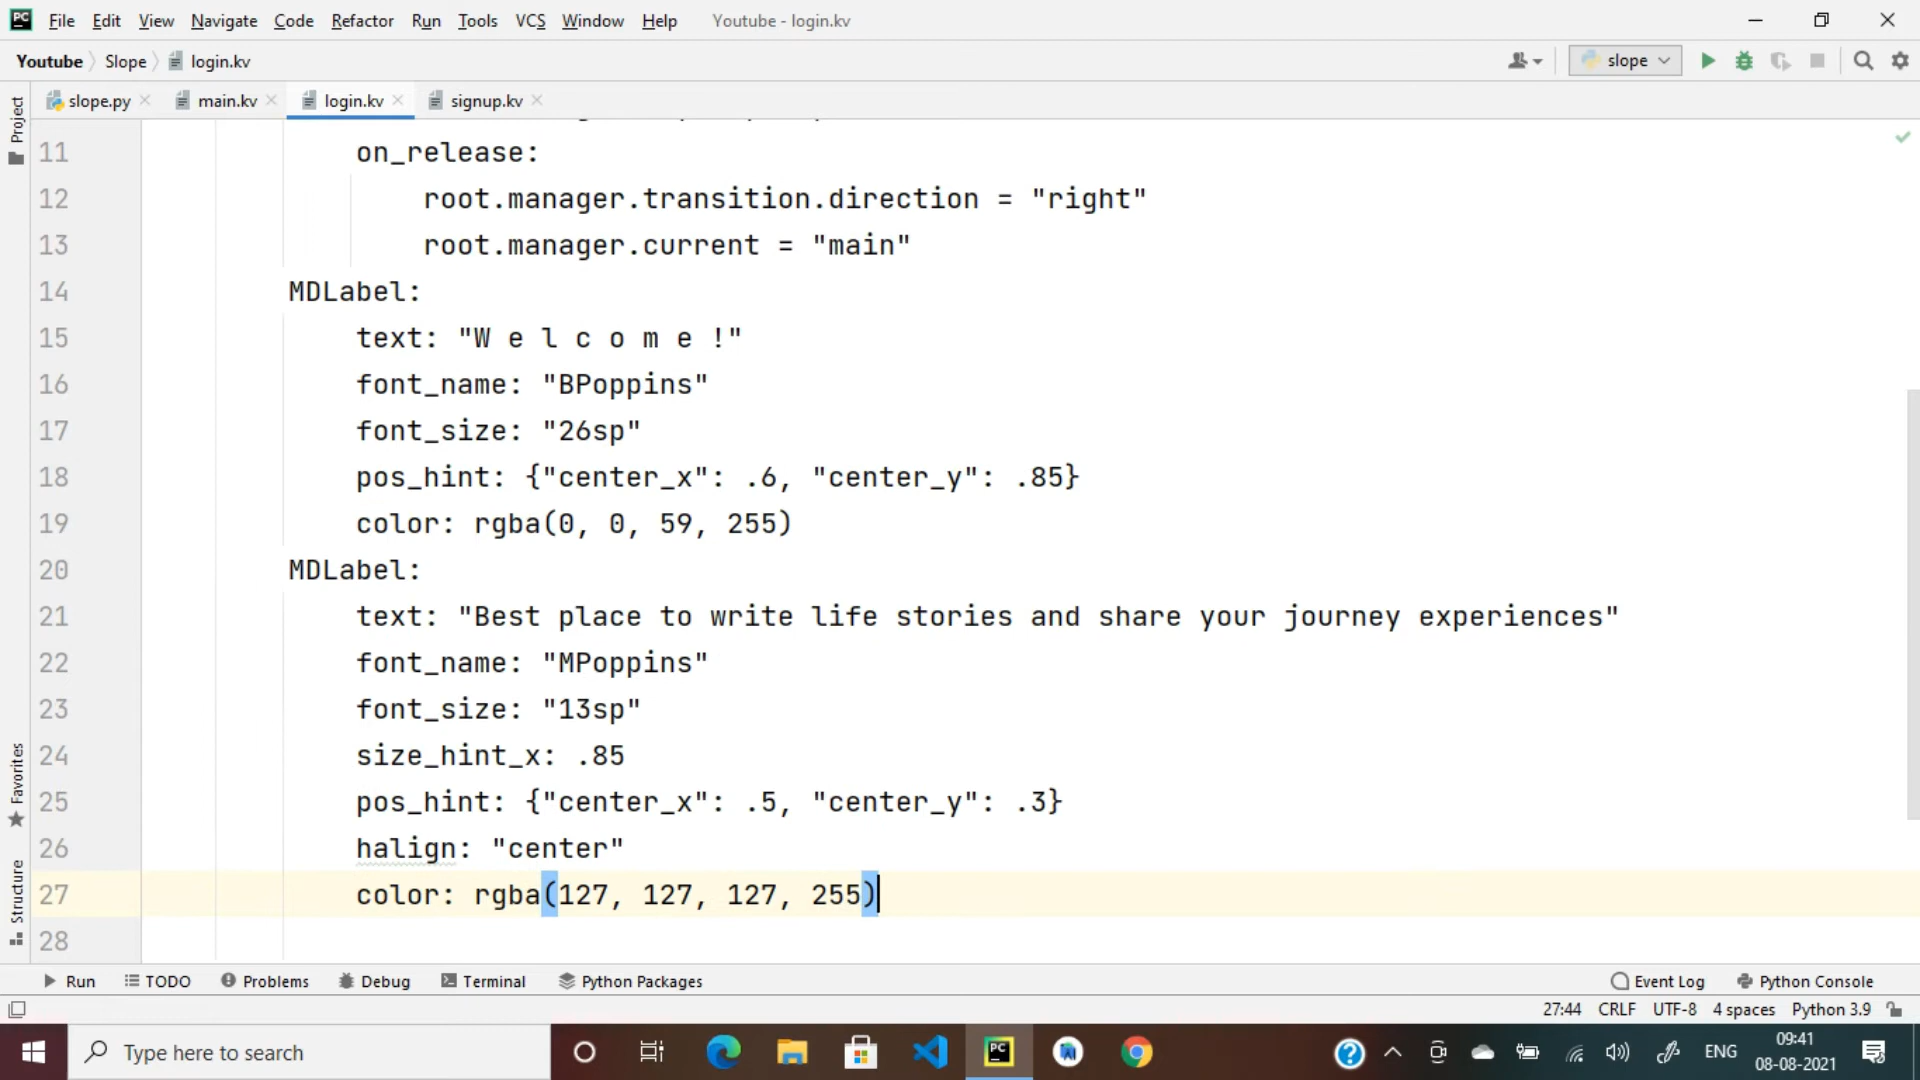 PC File Edit View Navigate Code Refactor Run Tools VCS Window Help Youtube - login.kv
Youtube Slope login.kv slope
slope.py main.kv login.kv signup.kv
Project
11 on_release:
12 root.manager.transition.direction = "right"
13 root.manager.current = "main"
14 MDLabel:
15 text: "W e l c o m e !"
16 font_name: "BPoppins"
17 font_size: "26sp"
18 pos_hint: {"center_x": .6, "center_y": .85}
19 color: rgba(0, 0, 59, 255)
20 MDLabel:
21 text: "Best place to write life stories and share your journey experiences"
22 font_name: "MPoppins"
23 font_size: "13sp"
24 size_hint_x: .85
25 pos_hint: {"center_x": .5, "center_y": .3}
26 halign: "center"
27 color: rgba(127, 127, 127, 255)
28
Favorites
Structure
Run TODO Problems Debug Terminal Python Packages Event Log Python Console
27:44 CRLF UTF-8 4 spaces Python 3.9
Type here to search PC ENG 09:41
08-08-2021